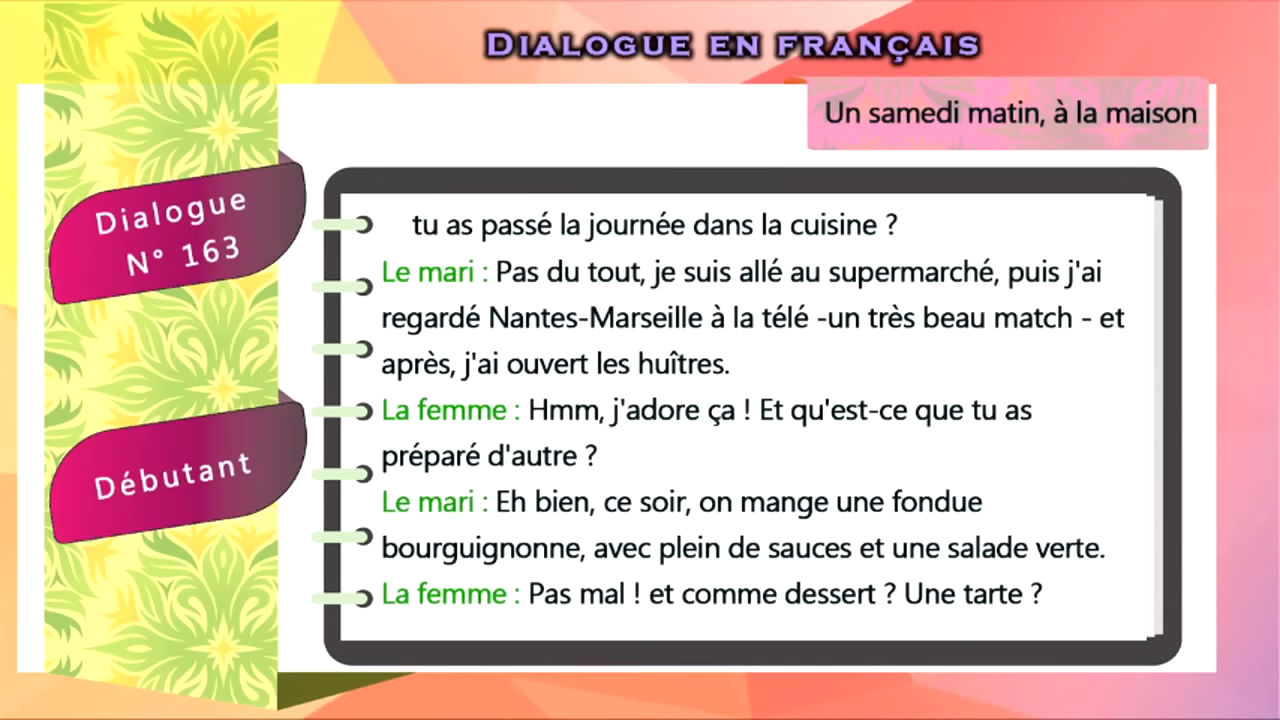 DIALOGUE EN FRANÇAIS
Un samedi matin, à la maison
Dialogue
N° 163
Débutant
tu as passé la journée dans la cuisine ?
Le mari : Pas du tout, je suis allé au supermarché, puis j'ai
regardé Nantes-Marseille à la télé -un très beau match - et
après, j'ai ouvert les huîtres.
La femme : Hmm, j'adore ça ! Et qu'est-ce que tu as
préparé d'autre ?
Le mari : Eh bien, ce soir, on mange une fondue
bourguignonne, avec plein de sauces et une salade verte.
La femme : Pas mal ! et comme dessert ? Une tarte ?